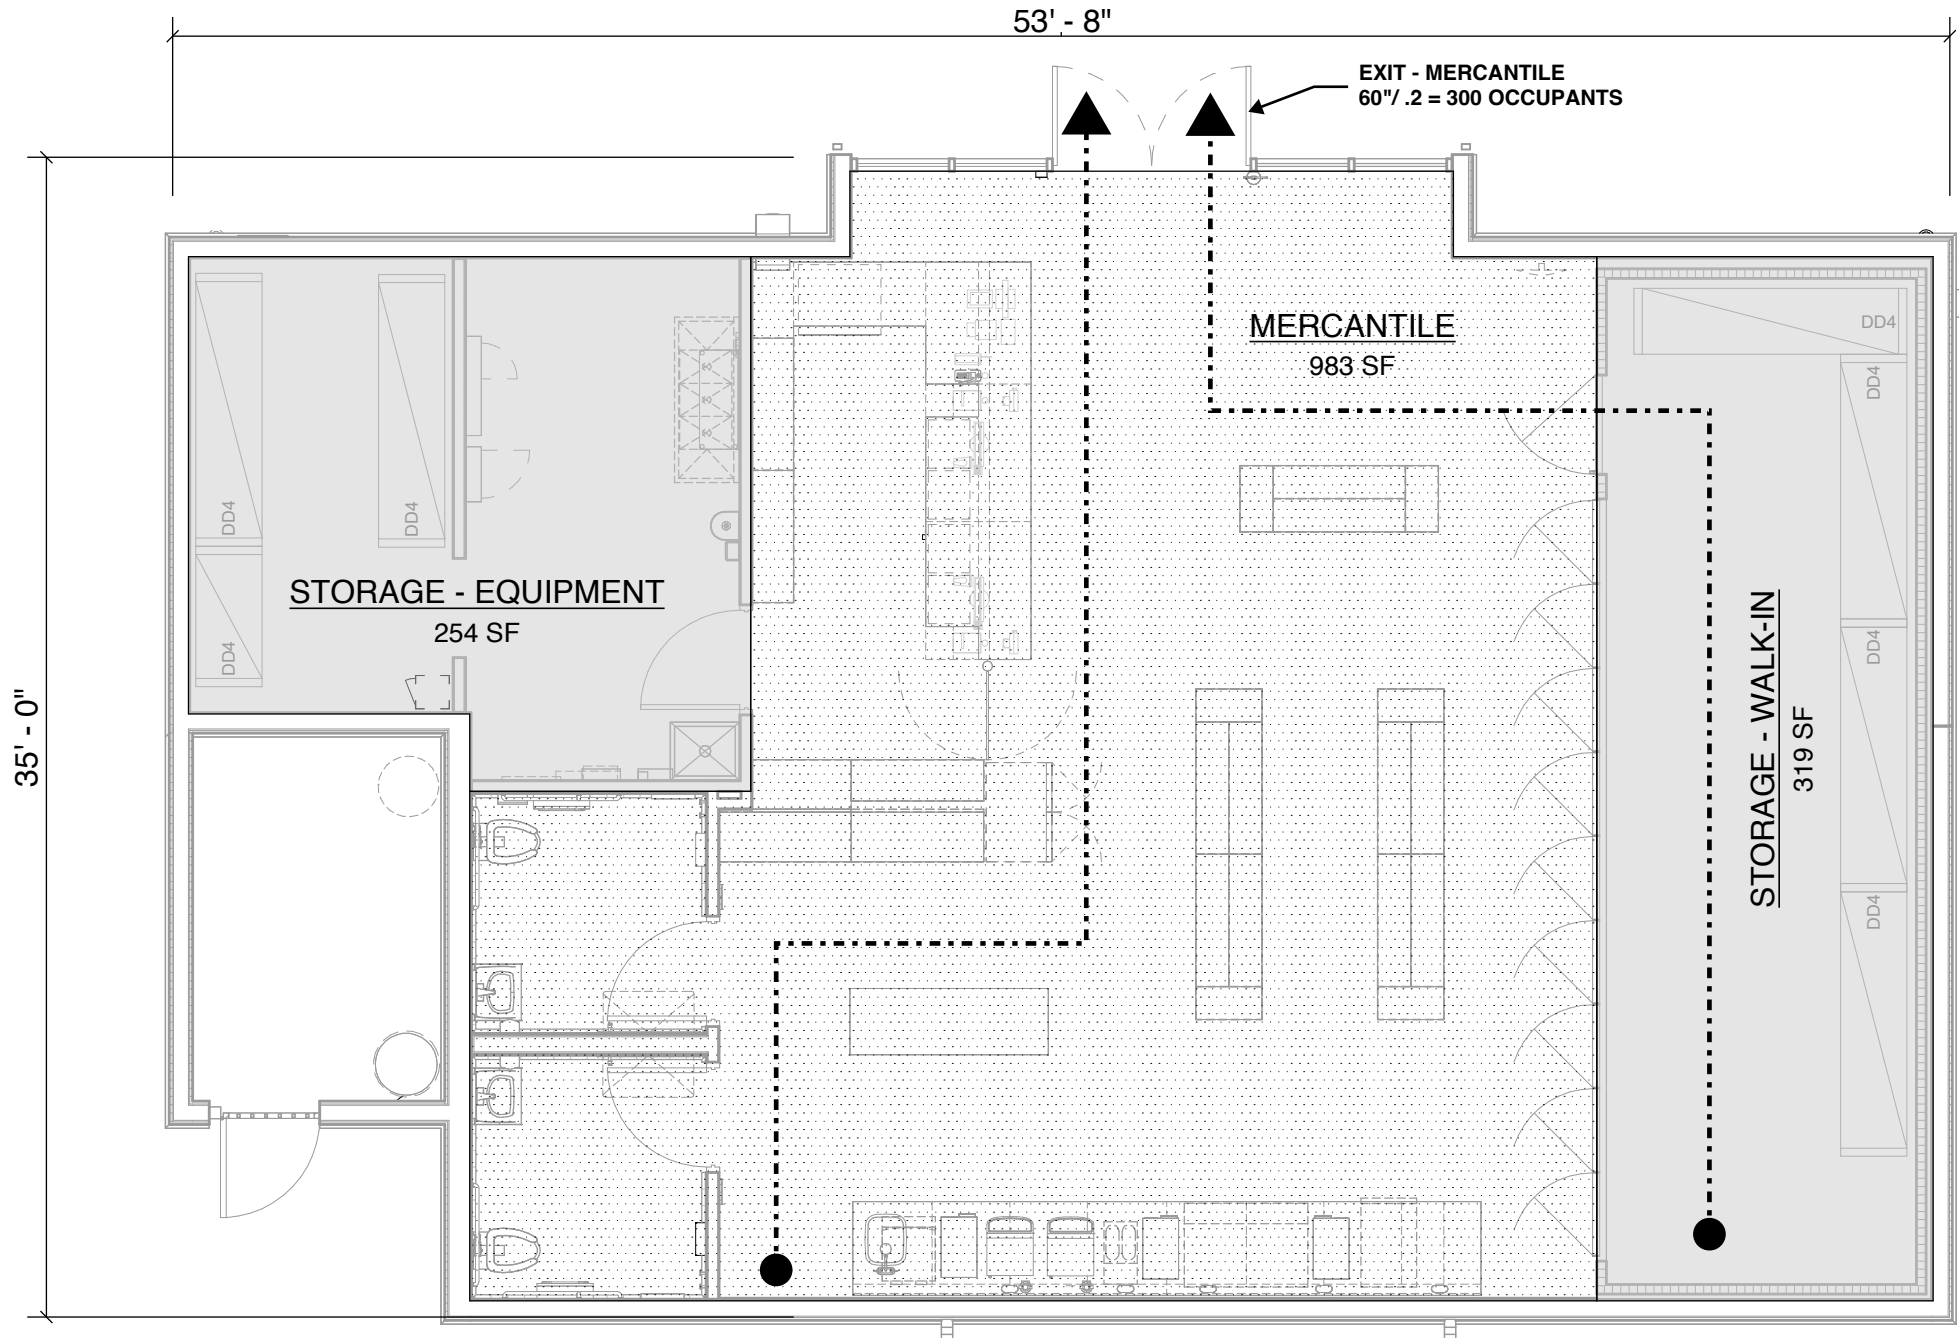 53' - 8"
EXIT - MERCANTILE
60"/ .2 = 300 OCCUPANTS
MERCANTILE
983 SF
DD4
DD4
DD4
DD4
STORAGE - EQUIPMENT
254 SF
DD4
DD4
STORAGE - WALK-IN
319 SF
35' - 0"
DD4